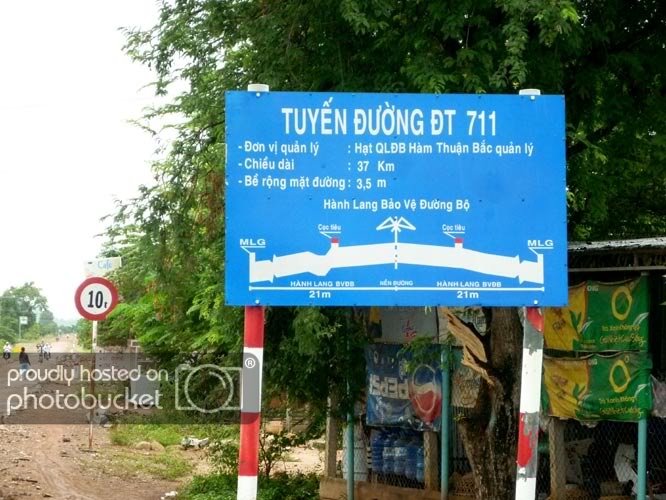 TUYẾN ĐƯỜNG ĐT 711
- Đơn vị quản lý : Hạt QLĐB Hàm Thuận Bắc quản lý
- Chiều dài : 37 Km
- Bề rộng mặt đường : 3,5 m
Hành Lang Bảo Vệ Đường Bộ
Cọc tiêu
Cọc tiêu
MLG
MLG
HÀNH LANG BVĐB
NỀN ĐƯỜNG
HÀNH LANG BVĐB
21m
21m
Café
10T
proudly hosted on
photobucket
®
PEPSI